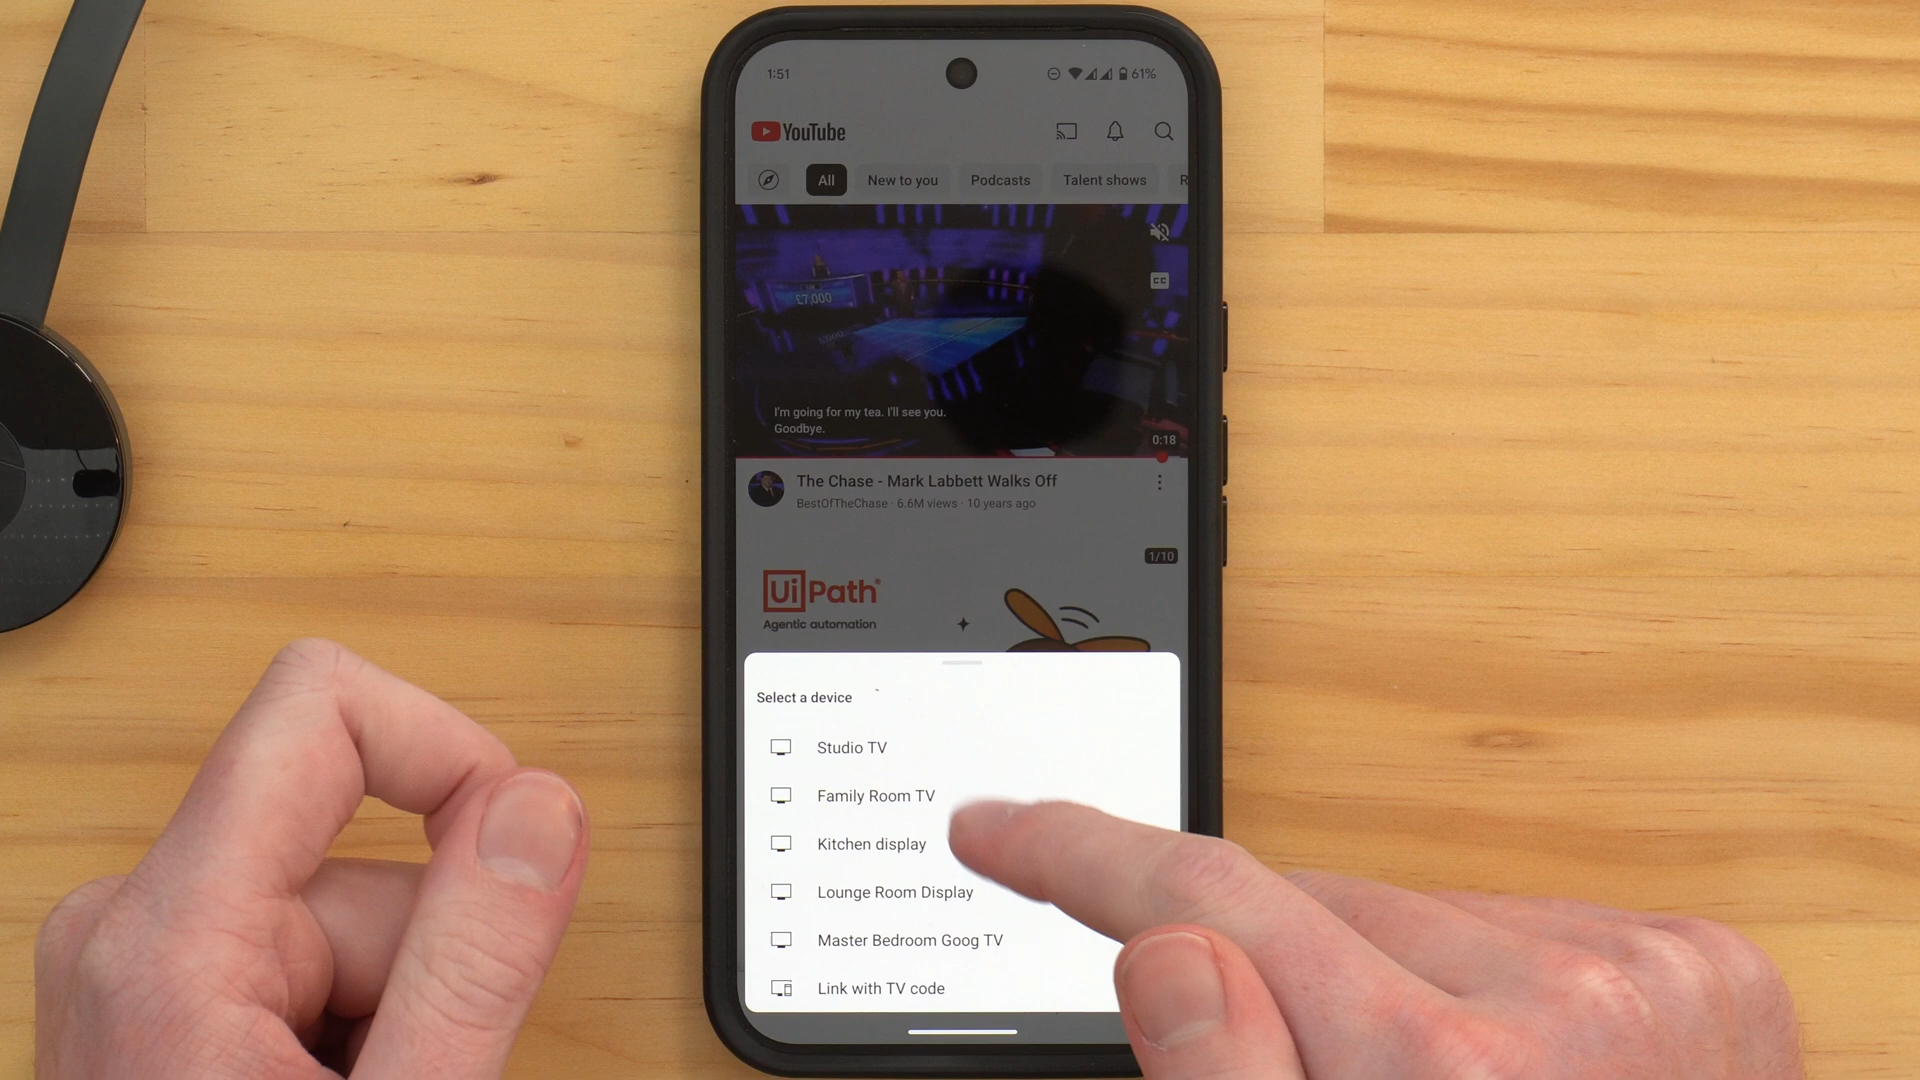 1:51
61%
YouTube
All
New to you
Podcasts
Talent shows
R
£7,000
CC
I'm going for my tea. I'll see you.
Goodbye.
0:18
The Chase - Mark Labbett Walks Off
BestOfTheChase · 6.6M views · 10 years ago
1/10
UiPath®
Agentic automation
Select a device
Studio TV
Family Room TV
Kitchen display
Lounge Room Display
Master Bedroom Goog TV
Link with TV code